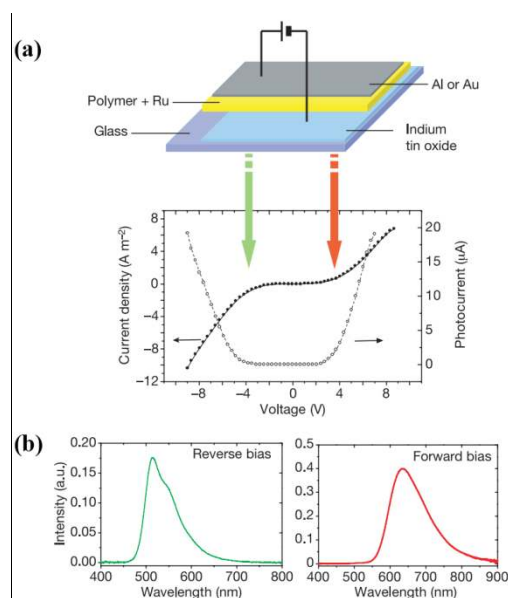 (a)
Al or Au
Polymer + Ru
Glass
Indium
tin oxide
8
4
0
−4
−8
−12
Current density (A m⁻²)
20
15
10
5
0
Photocurrent (µA)
−8 −4 0 4 8
Voltage (V)
(b)
Reverse bias
0.20
0.15
0.10
0.05
0.00
Intensity (a.u.)
400 500 600 700 800
Wavelength (nm)
Forward bias
0.5
0.4
0.3
0.2
0.1
0
400 500 600 700 800 900
Wavelength (nm)